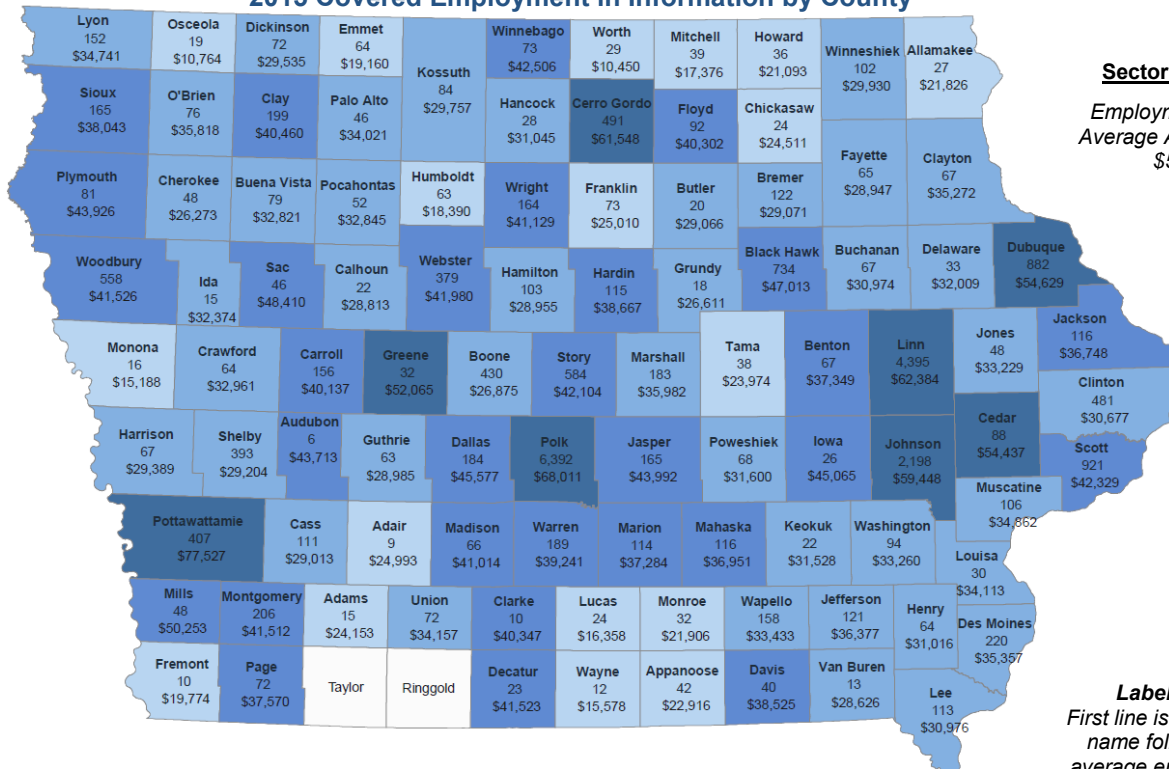 2015 Covered Employment in Information by County
Lyon
152
$34,741
Osceola
19
$10,764
Dickinson
72
$29,535
Emmet
64
$19,160
Kossuth
84
$29,757
Winnebago
73
$42,506
Worth
29
$10,450
Mitchell
39
$17,376
Howard
36
$21,093
Winneshiek
102
$29,930
Allamakee
27
$21,826
Sector
Employm
Average A
$5
Sioux
165
$38,043
O'Brien
76
$35,818
Clay
199
$40,460
Palo Alto
46
$34,021
Hancock
28
$31,045
Cerro Gordo
491
$61,548
Floyd
92
$40,302
Chickasaw
24
$24,511
Fayette
65
$28,947
Clayton
67
$35,272
Plymouth
81
$43,926
Cherokee
48
$26,273
Buena Vista
79
$32,821
Pocahontas
52
$32,845
Humboldt
63
$18,390
Wright
164
$41,129
Franklin
73
$25,010
Butler
20
$29,066
Bremer
122
$29,071
Woodbury
558
$41,526
Ida
15
$32,374
Sac
46
$48,410
Calhoun
22
$28,813
Webster
379
$41,980
Hamilton
103
$28,955
Hardin
115
$38,667
Grundy
18
$26,611
Black Hawk
734
$47,013
Buchanan
67
$30,974
Delaware
33
$32,009
Dubuque
882
$54,629
Monona
16
$15,188
Crawford
64
$32,961
Carroll
156
$40,137
Greene
32
$52,065
Boone
430
$26,875
Story
584
$42,104
Marshall
183
$35,982
Tama
38
$23,974
Benton
67
$37,349
Linn
4,395
$62,384
Jones
48
$33,229
Jackson
116
$36,748
Clinton
481
$30,677
Harrison
67
$29,389
Shelby
393
$29,204
Audubon
6
$43,713
Guthrie
63
$28,985
Dallas
184
$45,577
Polk
6,392
$68,011
Jasper
165
$43,992
Poweshiek
68
$31,600
Iowa
26
$45,065
Johnson
2,198
$59,448
Cedar
88
$54,437
Scott
921
$42,329
Muscatine
106
$34,862
Pottawattamie
407
$77,527
Cass
111
$29,013
Adair
9
$24,993
Madison
66
$41,014
Warren
189
$39,241
Marion
114
$37,284
Mahaska
116
$36,951
Keokuk
22
$31,528
Washington
94
$33,260
Louisa
30
$34,113
Mills
48
$50,253
Montgomery
206
$41,512
Adams
15
$24,153
Union
72
$34,157
Clarke
10
$40,347
Lucas
24
$16,358
Monroe
32
$21,906
Wapello
158
$33,433
Jefferson
121
$36,377
Henry
64
$31,016
Des Moines
220
$35,357
Fremont
10
$19,774
Page
72
$37,570
Taylor
Ringgold
Decatur
23
$41,523
Wayne
12
$15,578
Appanoose
42
$22,916
Davis
40
$38,525
Van Buren
13
$28,626
Lee
113
$30,976
Label
First line is
name fol
average e